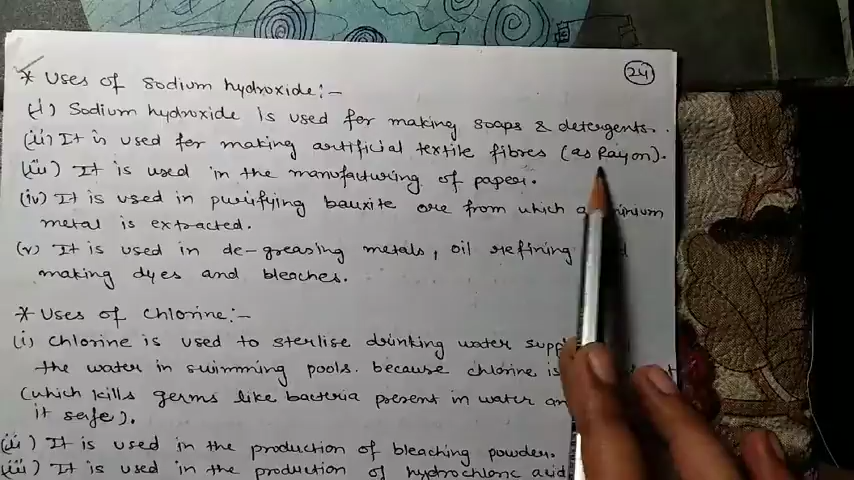 24
* Uses of sodium hydroxide:-
(i) Sodium hydroxide is used for making soaps & detergents.
(ii) It is used for making artificial textile fibres (as Rayon).
(iii) It is used in the manufacturing of paper.
(iv) It is used in purifying bauxite ore from which
metal is extracted.
(v) It is used in de-greasing metals, oil refining
making dyes and bleaches.
* Uses of chlorine:-
(i) Chlorine is used to sterilise drinking water
the water in swimming pools. because chlorine is
(which kills germs like bacteria present in water
it safe).
(ii) It is used in the production of bleaching powder.
(iii) It is used in the production of hydrochloric acid